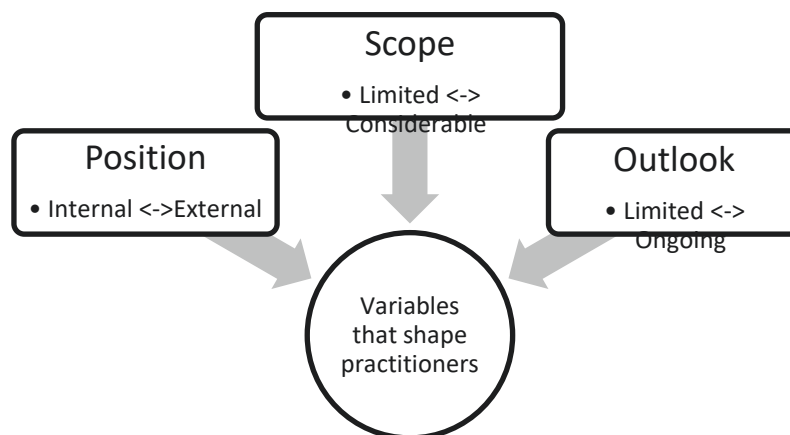 Scope
• Limited <->
Considerable
Position
• Internal <->External
Outlook
• Limited <->
Ongoing
Variables
that shape
practitioners